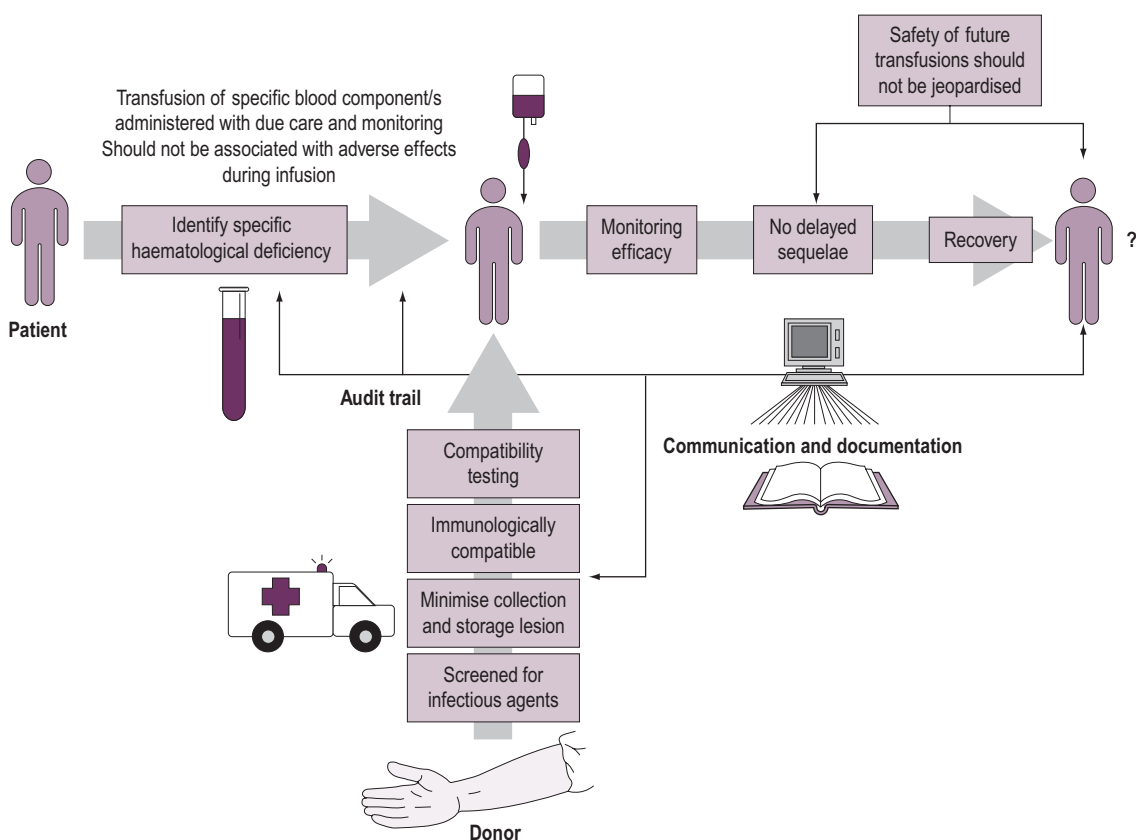 Safety of future
transfusions should
not be jeopardised
Transfusion of specific blood component/s
administered with due care and monitoring
Should not be associated with adverse effects
during infusion
Identify specific
haematological deficiency
Monitoring
efficacy
No delayed
sequelae
Recovery
?
Patient
Audit trail
Communication and documentation
Compatibility
testing
Immunologically
compatible
Minimise collection
and storage lesion
Screened for
infectious agents
Donor